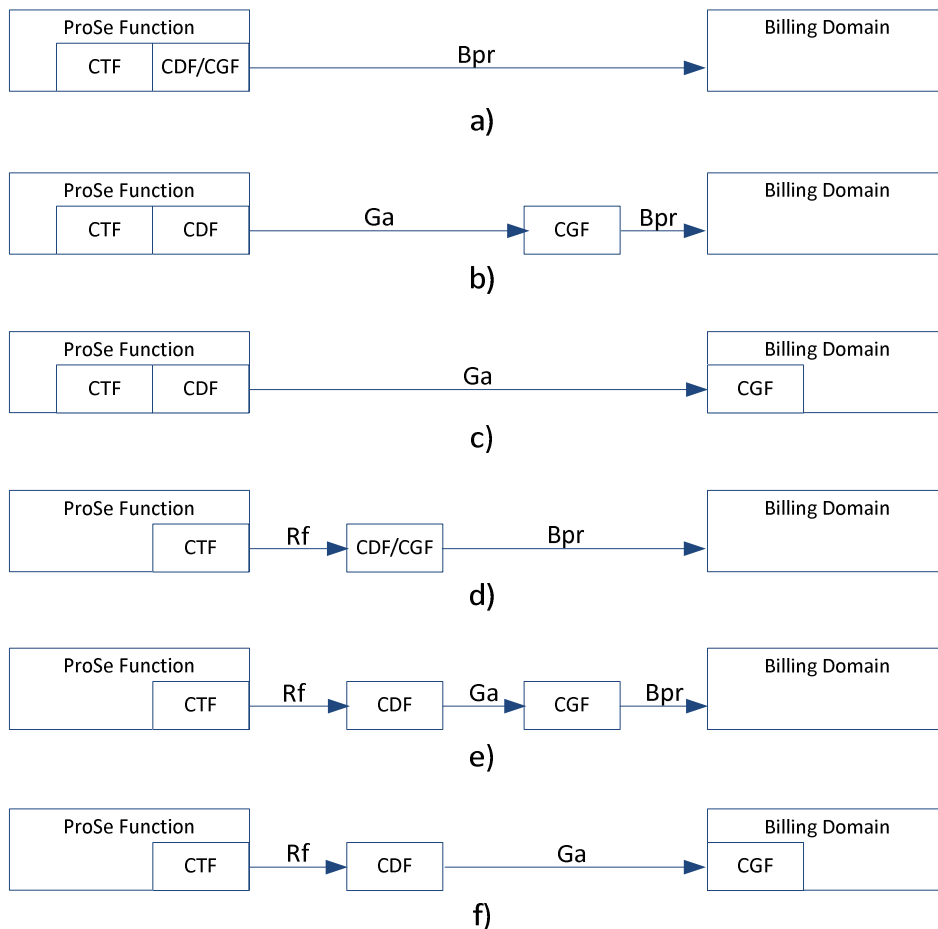 ProSe Function
Billing Domain
CTF
CDF/CGF
Bpr
a)
ProSe Function
Billing Domain
CTF
CDF
Ga
CGF
Bpr
b)
ProSe Function
Billing Domain
CTF
CDF
Ga
CGF
c)
ProSe Function
Billing Domain
CTF
Rf
CDF/CGF
Bpr
d)
ProSe Function
Billing Domain
CTF
Rf
CDF
Ga
CGF
Bpr
e)
ProSe Function
Billing Domain
CTF
Rf
CDF
Ga
CGF
f)